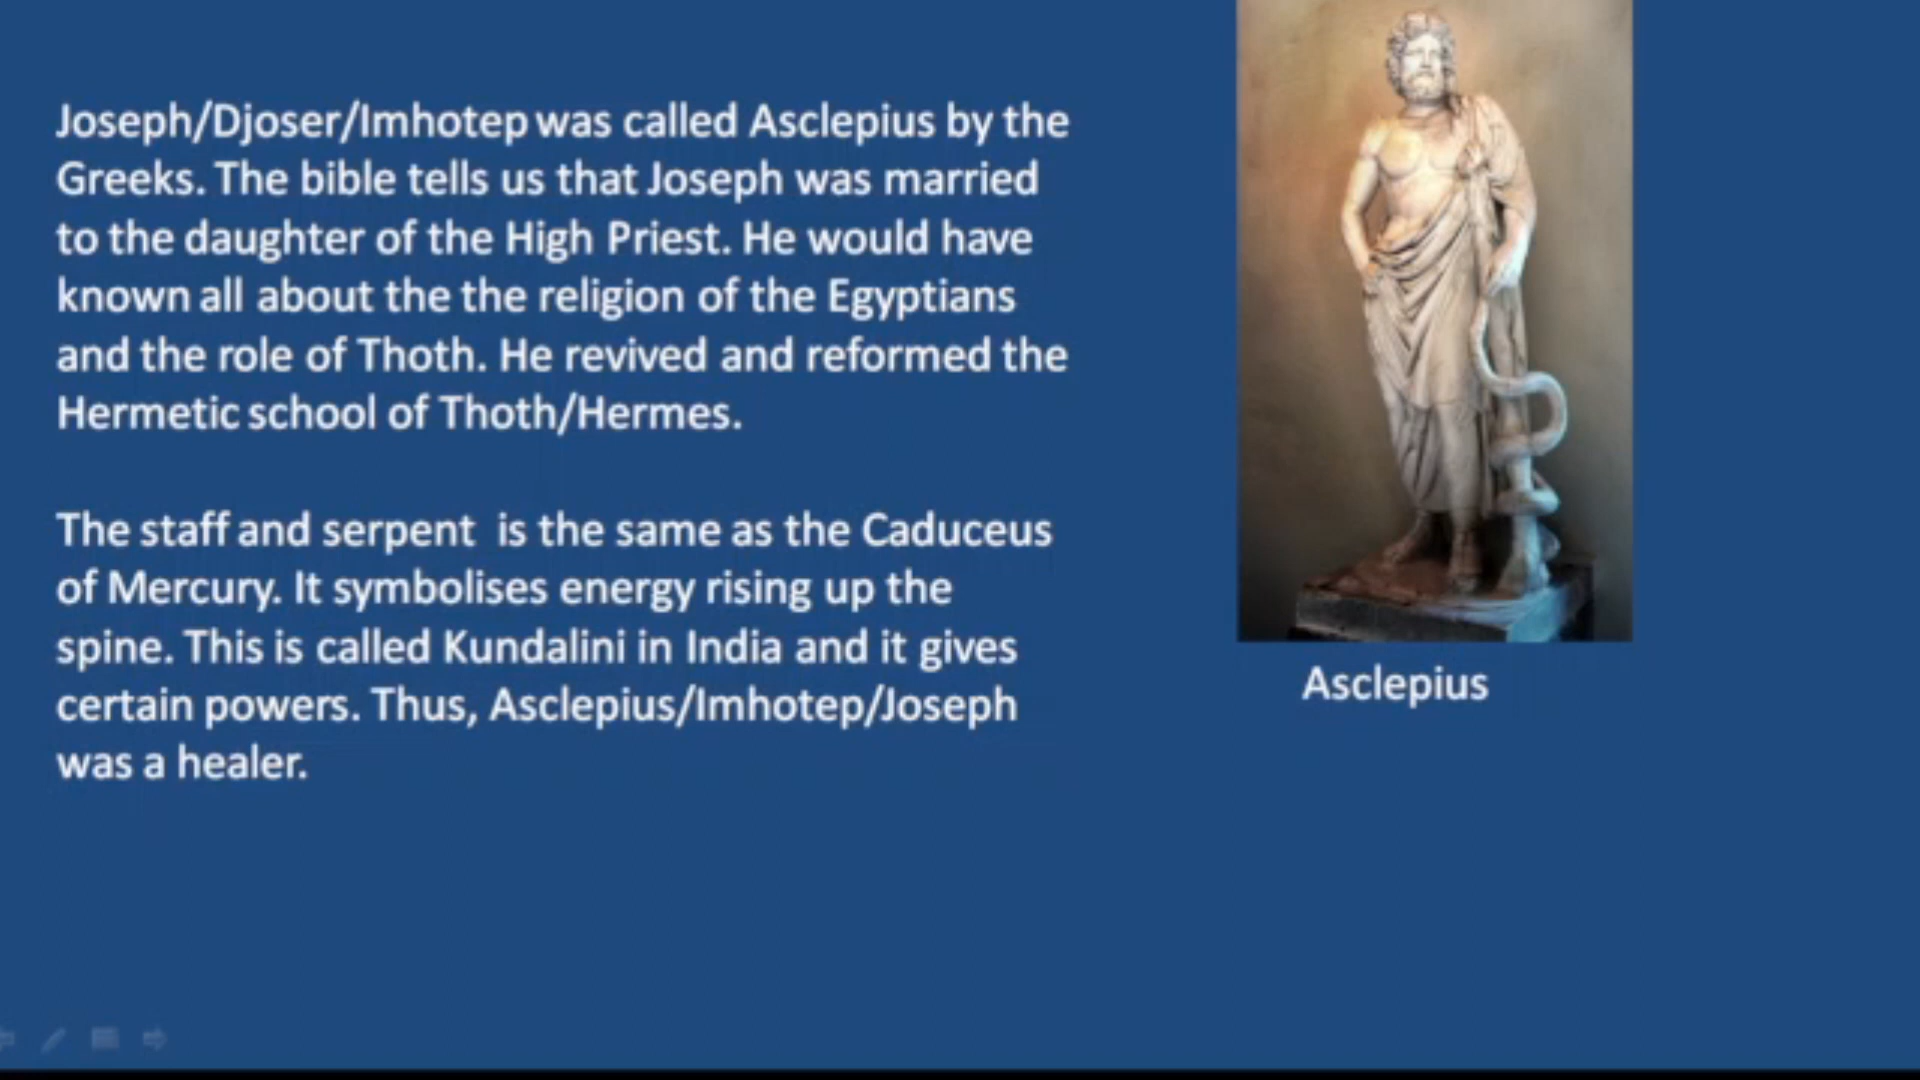 Joseph/Djoser/Imhotep was called Asclepius by the
Greeks. The bible tells us that Joseph was married
to the daughter of the High Priest. He would have
known all about the the religion of the Egyptians
and the role of Thoth. He revived and reformed the
Hermetic school of Thoth/Hermes.
The staff and serpent is the same as the Caduceus
of Mercury. It symbolises energy rising up the
spine. This is called Kundalini in India and it gives
certain powers. Thus, Asclepius/Imhotep/Joseph
was a healer.
Asclepius